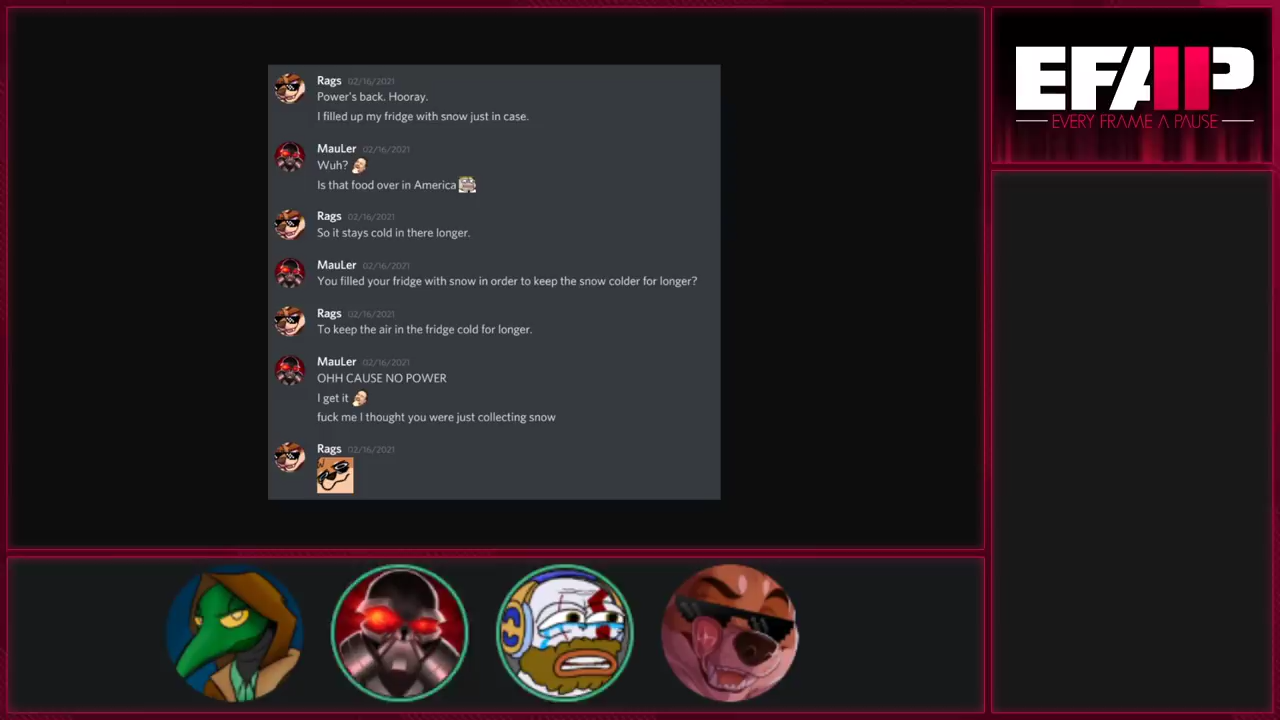 Rags 02/16/2021
Power's back. Hooray.
I filled up my fridge with snow just in case.
MauLer 02/16/2021
Wuh?
Is that food over in America
Rags 02/16/2021
So it stays cold in there longer.
MauLer 02/16/2021
You filled your fridge with snow in order to keep the snow colder for longer?
Rags 02/16/2021
To keep the air in the fridge cold for longer.
MauLer 02/16/2021
OHH CAUSE NO POWER
I get it
fuck me I thought you were just collecting snow
Rags 02/16/2021
EFAP
EVERY FRAME A PAUSE